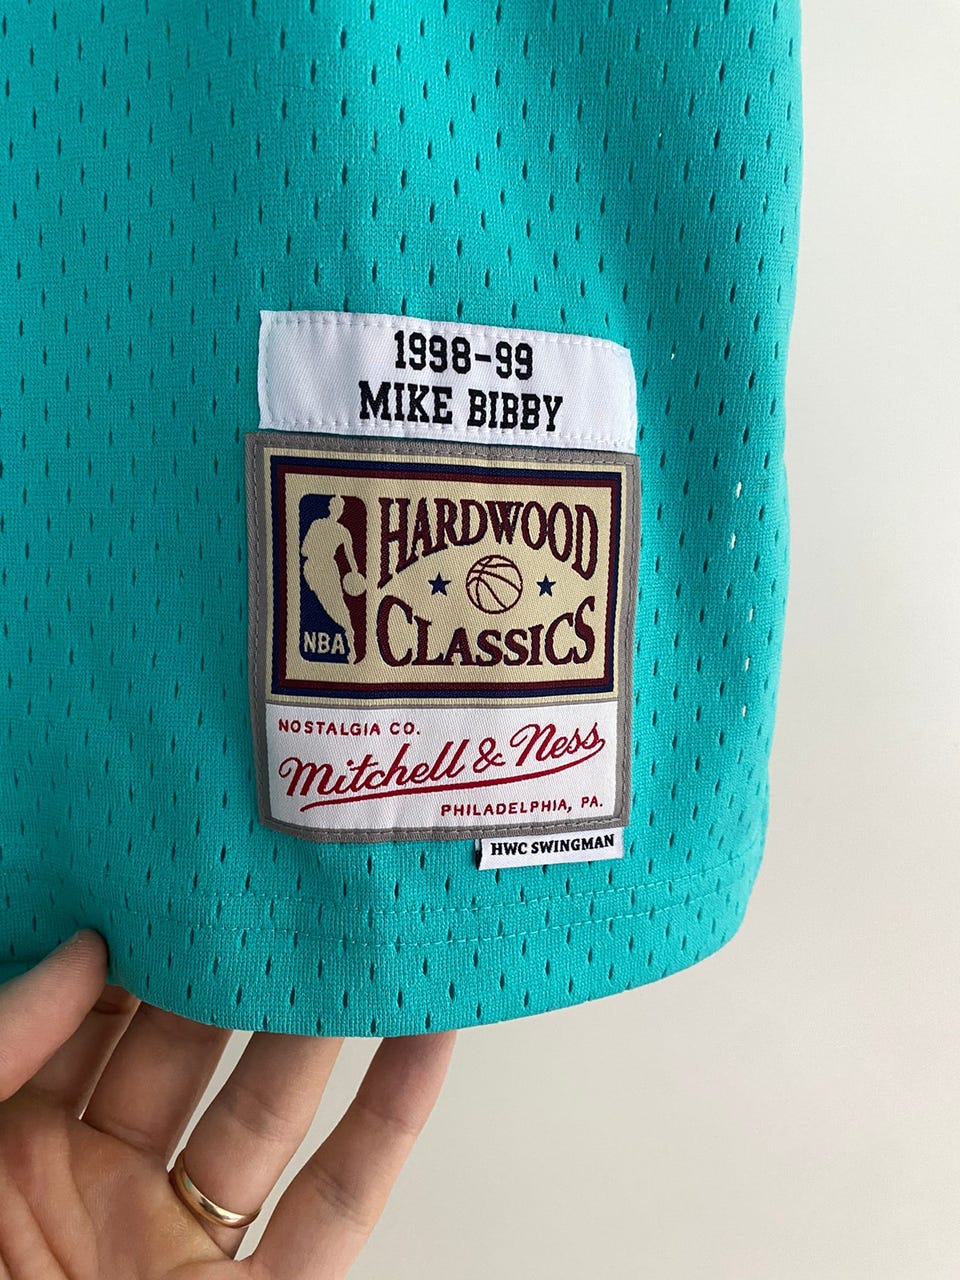 1998-99
MIKE BIBBY
HARDWOOD
CLASSICS
NBA
NOSTALGIA CO.
Mitchell & Ness
PHILADELPHIA, PA.
HWC SWINGMAN